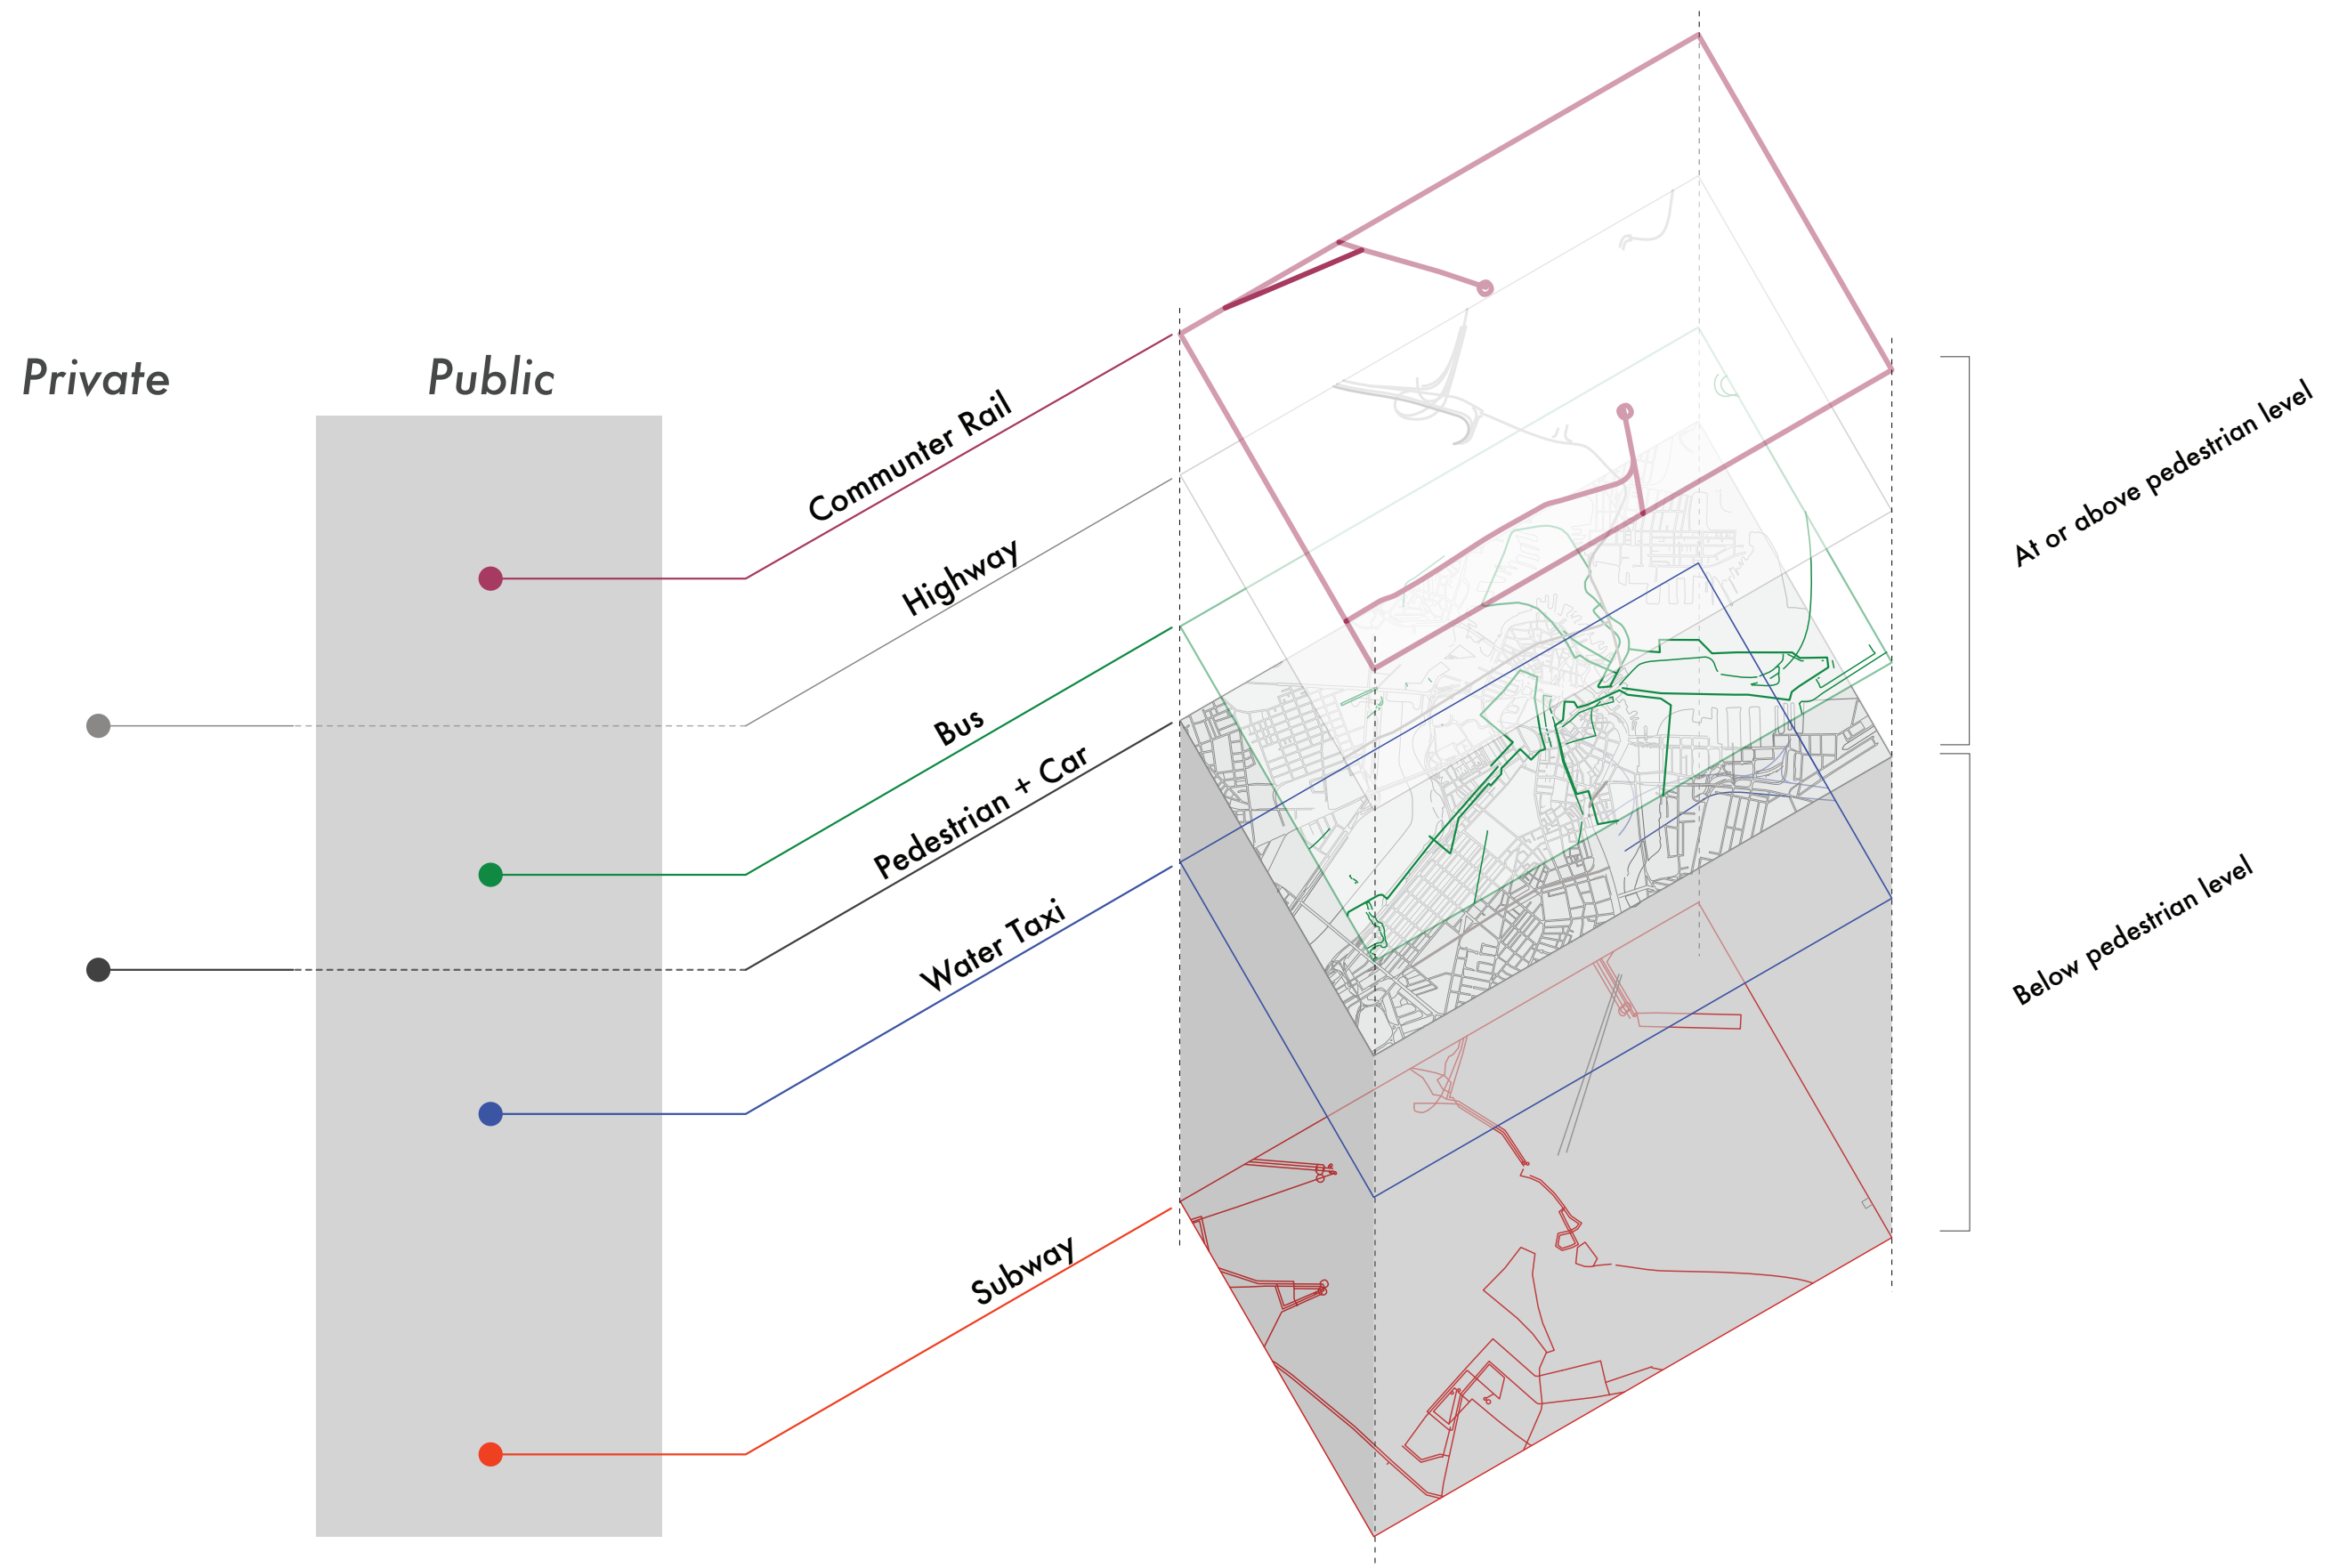 Private
Public
Communter Rail
Highway
Bus
Pedestrian + Car
Water Taxi
Subway
At or above pedestrian level
Below pedestrian level